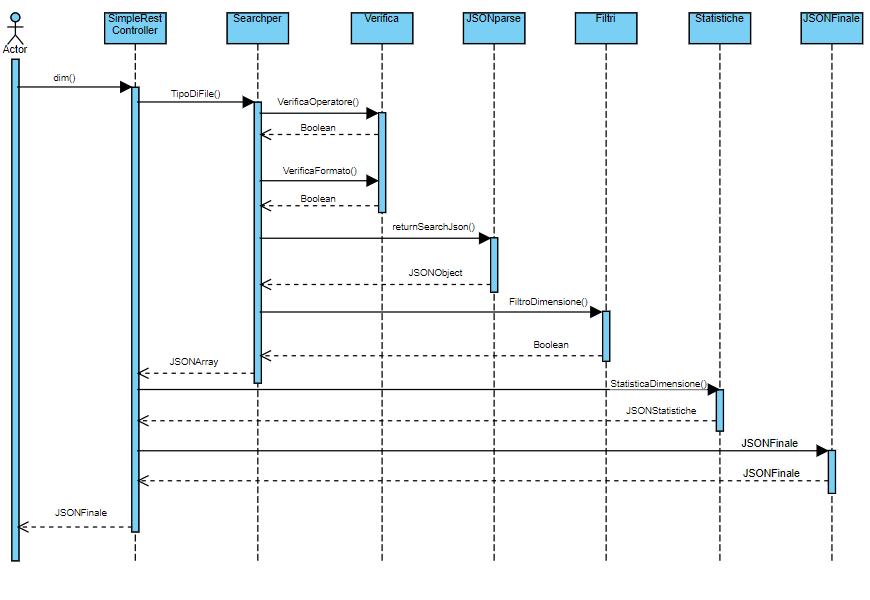 SimpleRest
Controller
Searchper
Verifica
JSONparse
Filtri
Statistiche
JSONFinale
Actor
dim()
TipoDiFile()
VerificaOperatore()
Boolean
VerificaFormato()
Boolean
returnSearchJson()
JSONObject
FiltroDimensione()
Boolean
JSONArray
StatisticaDimensione()
JSONStatistiche
JSONFinale
JSONFinale
JSONFinale